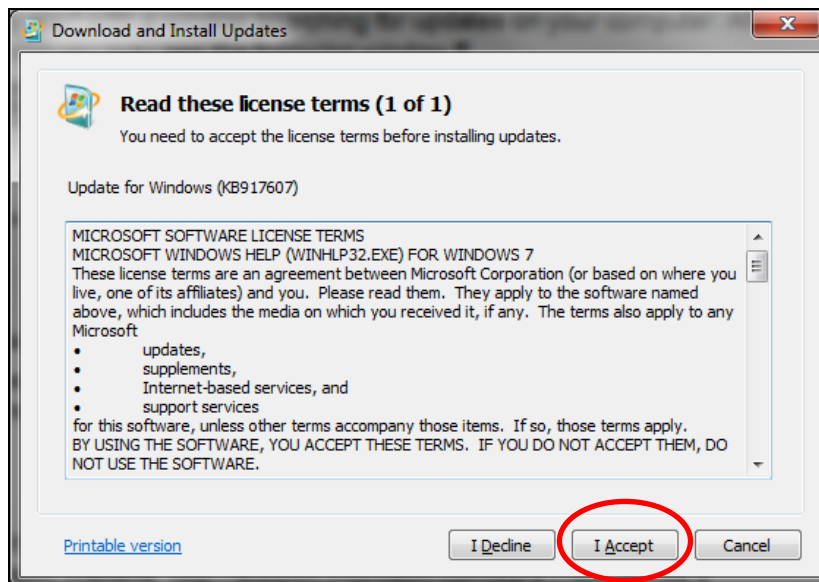 Download and Install Updates
Read these license terms (1 of 1)
You need to accept the license terms before installing updates.
Update for Windows (KB917607)
MICROSOFT SOFTWARE LICENSE TERMS
MICROSOFT WINDOWS HELP (WINHLP32.EXE) FOR WINDOWS 7
These license terms are an agreement between Microsoft Corporation (or based on where you
live, one of its affiliates) and you.  Please read them.  They apply to the software named
above, which includes the media on which you received it, if any.  The terms also apply to any
Microsoft
• updates,
• supplements,
• Internet-based services, and
• support services
for this software, unless other terms accompany those items.  If so, those terms apply.
BY USING THE SOFTWARE, YOU ACCEPT THESE TERMS.  IF YOU DO NOT ACCEPT THEM, DO
NOT USE THE SOFTWARE.
Printable version
I Decline
I Accept
Cancel